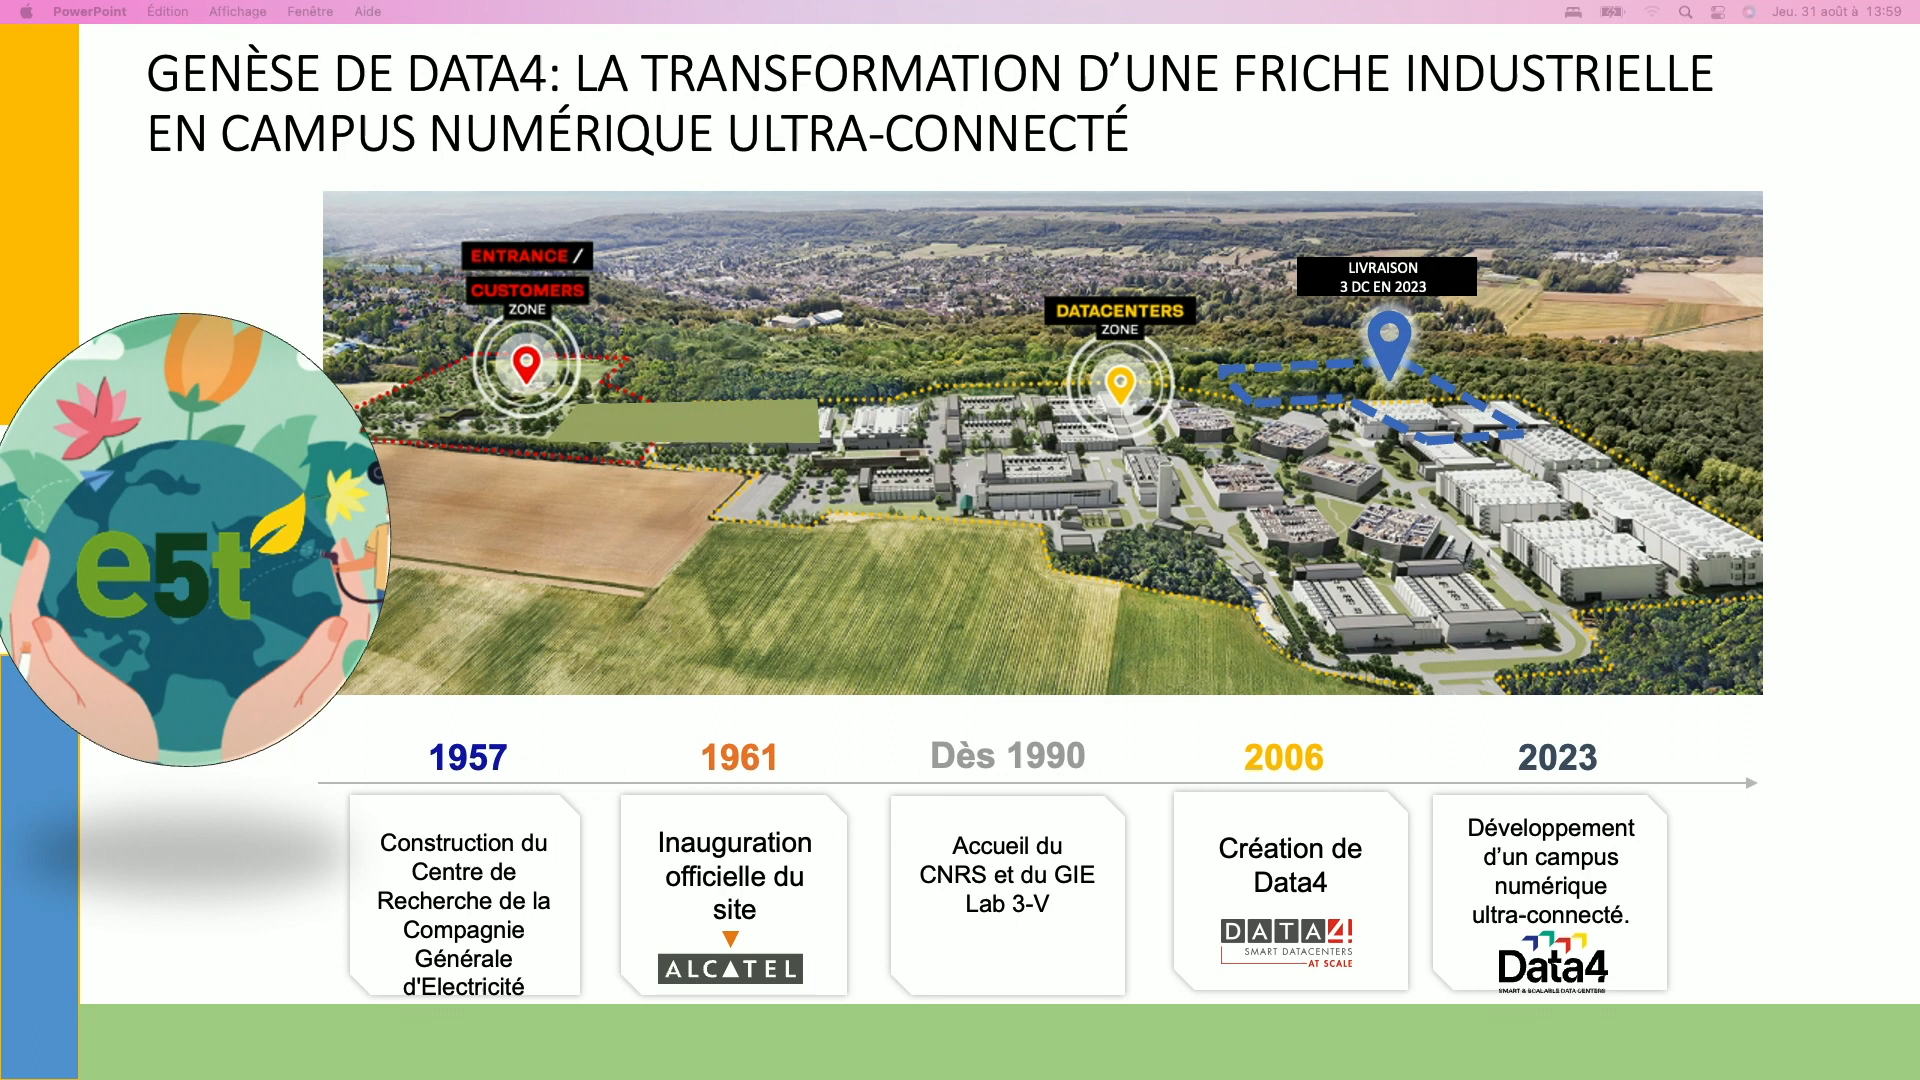 PowerPoint Édition Affichage Fenêtre Aide Jeu. 31 août à 13:59
GENÈSE DE DATA4: LA TRANSFORMATION D’UNE FRICHE INDUSTRIELLE
EN CAMPUS NUMÉRIQUE ULTRA-CONNECTÉ
ENTRANCE /
CUSTOMERS
ZONE
DATACENTERS
ZONE
LIVRAISON
3 DC EN 2023
e5t
1957
Construction du
Centre de
Recherche de la
Compagnie
Générale
d'Electricité
1961
Inauguration
officielle du
site
ALCATEL
Dès 1990
Accueil du
CNRS et du GIE
Lab 3-V
2006
Création de
Data4
DATA4!
SMART DATACENTERS
AT SCALE
2023
Développement
d’un campus
numérique
ultra-connecté.
Data4
SMART & SCALABLE DATA CENTERS